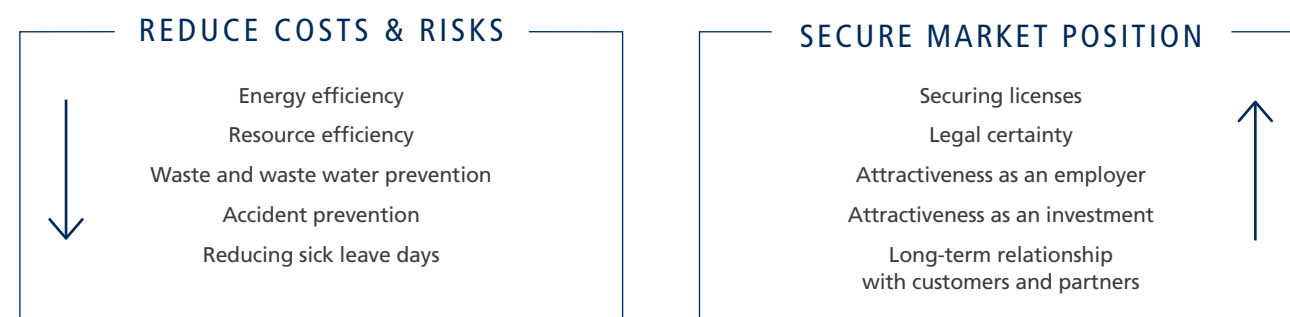 REDUCE COSTS & RISKS
Energy efficiency
Resource efficiency
Waste and waste water prevention
Accident prevention
Reducing sick leave days
SECURE MARKET POSITION
Securing licenses
Legal certainty
Attractiveness as an employer
Attractiveness as an investment
Long-term relationship
with customers and partners